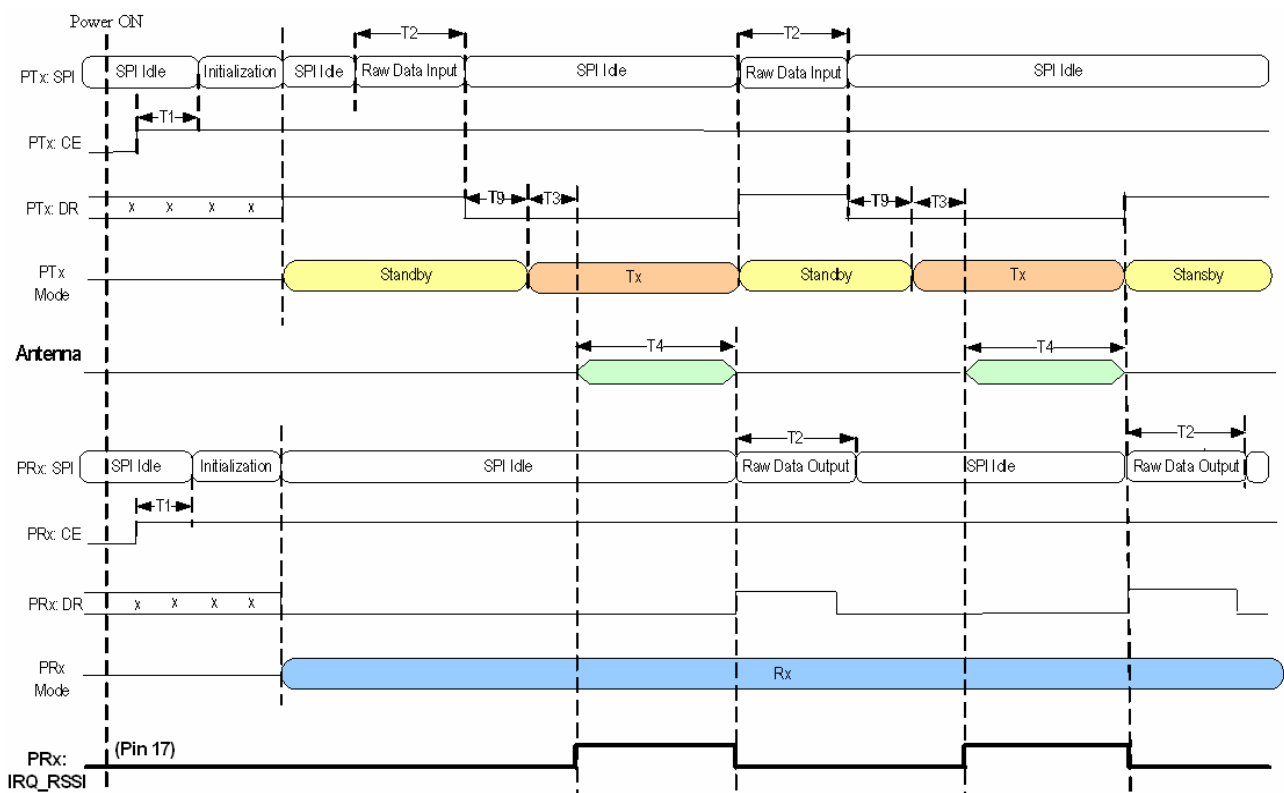 Power ON
T2 T2
PTx: SPI SPI Idle Initialization SPI Idle Raw Data Input SPI Idle Raw Data Input SPI Idle
T1
PTx: CE
PTx: DR x x x x T9 T3 T9 T3
PTx Mode Standby Tx Standby Tx Stansby
Antenna T4 T4
T2 T2
PRx: SPI SPI Idle Initialization SPI Idle Raw Data Output SPI Idle Raw Data Output
T1
PRx: CE
PRx: DR x x x x
PRx Mode Rx
(Pin 17)
PRx:
IRQ_RSSI